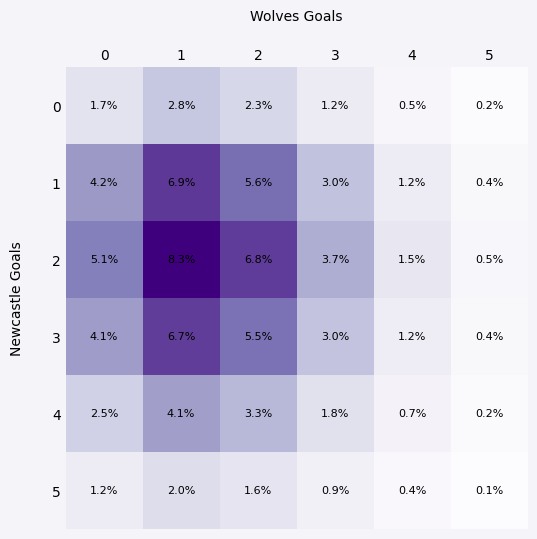 Wolves Goals
0 1 2 3 4 5
0 1.7% 2.8% 2.3% 1.2% 0.5% 0.2%
1 4.2% 6.9% 5.6% 3.0% 1.2% 0.4%
2 5.1% 8.3% 6.8% 3.7% 1.5% 0.5%
3 4.1% 6.7% 5.5% 3.0% 1.2% 0.4%
4 2.5% 4.1% 3.3% 1.8% 0.7% 0.2%
5 1.2% 2.0% 1.6% 0.9% 0.4% 0.1%
Newcastle Goals